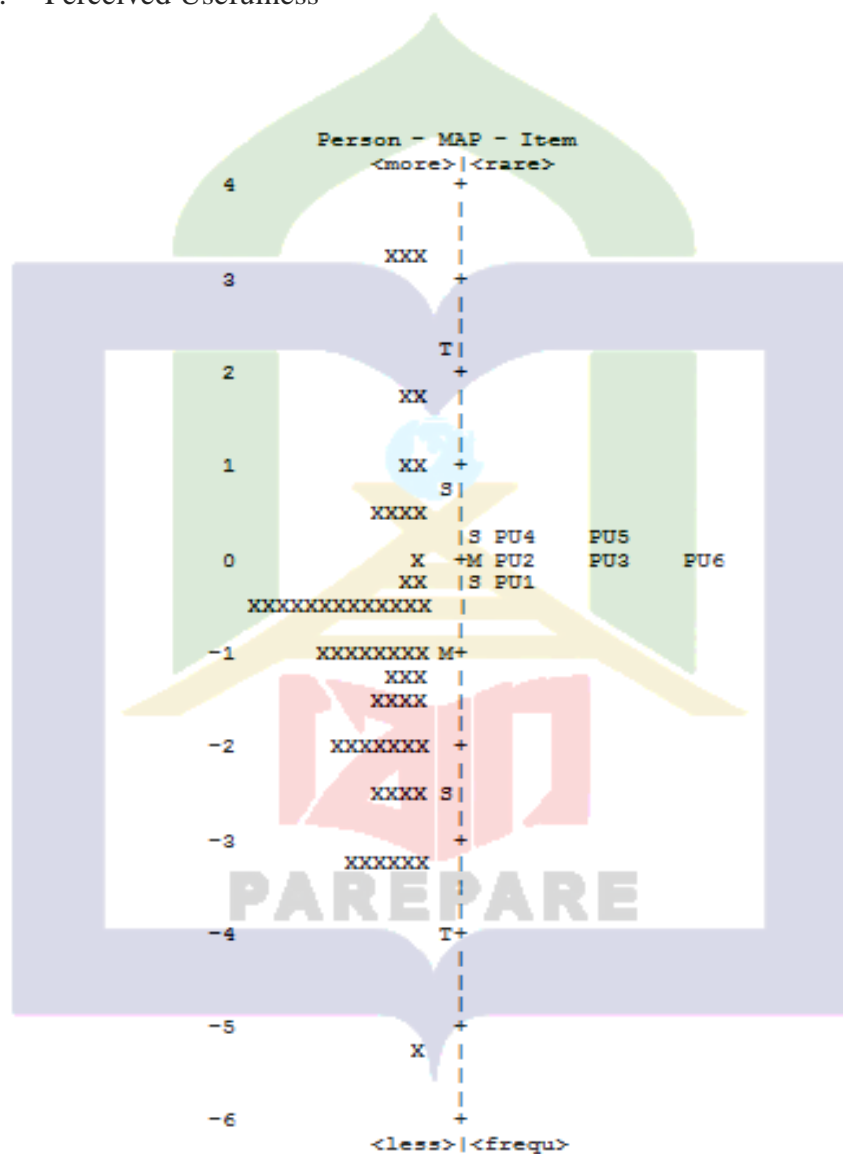 . Perceived Usefulness
Person - MAP - Item
<more>|<rare>
4 +
|
|
XXX |
3 +
|
|
T|
2 +
XX |
|
|
1 XX +
S|
XXXX |
|S PU4 PU5
0 X +M PU2 PU3 PU6
XX |S PU1
XXXXXXXXXXXXX |
|
-1 XXXXXXXX M+
XXX |
XXXX |
|
-2 XXXXXXX +
|
XXXX S|
|
-3 +
XXXXXX |
|
|
PAREPARE
-4 T+
|
|
|
-5 +
X |
|
|
-6 +
<less>|<frequ>